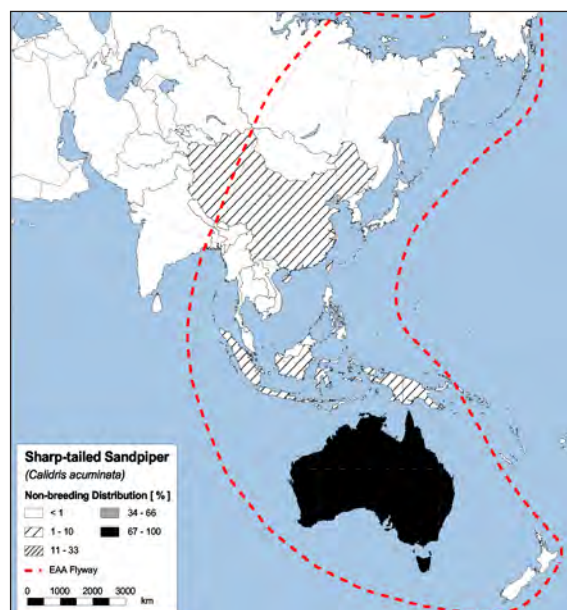 Sharp-tailed Sandpiper
(Calidris acuminata)
Non-breeding Distribution [ % ]
< 1 34 - 66
1 - 10 67 - 100
11 - 33
EAA Flyway
0 1000 2000 3000
km